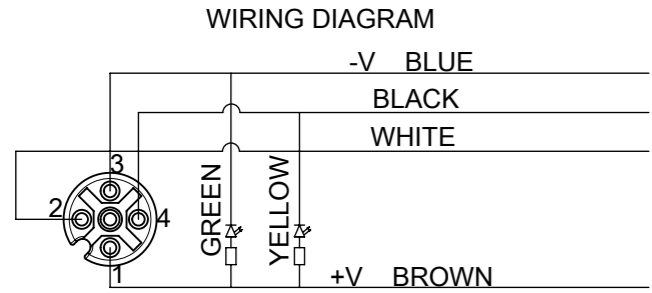 WIRING DIAGRAM
-V BLUE
BLACK
WHITE
3
2
4
1
GREEN
YELLOW
+V BROWN